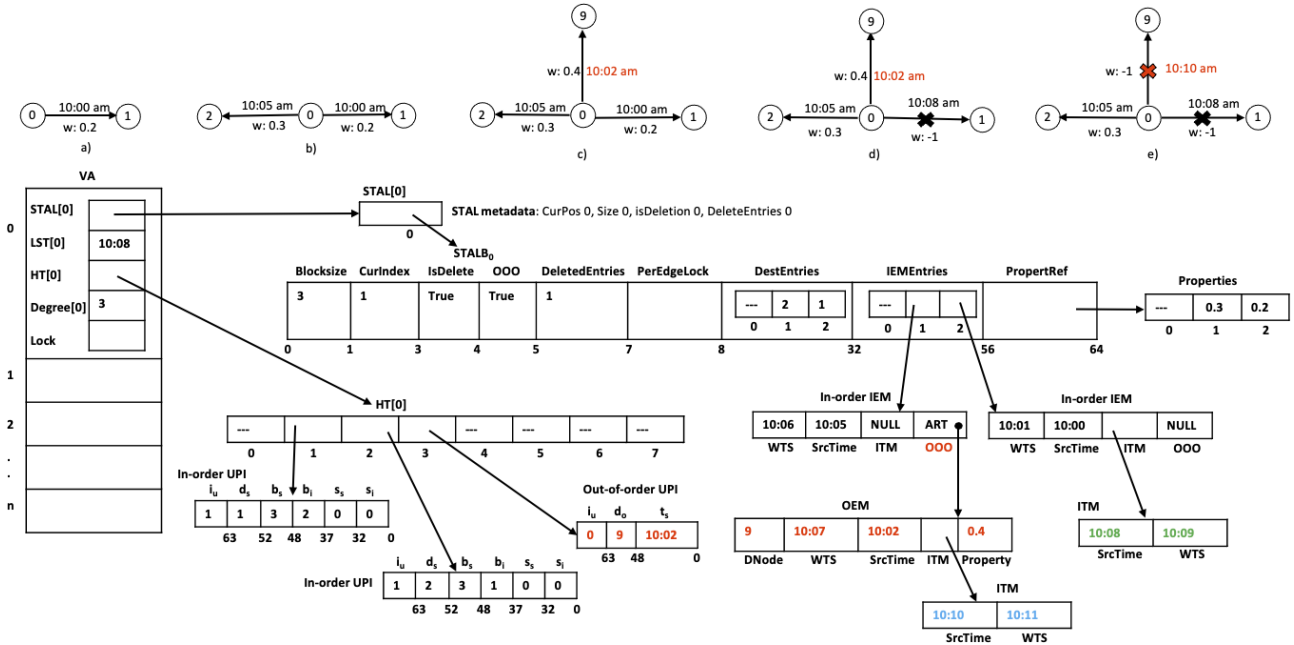 9
9
9
w: 0.4 10:02 am
w: 0.4 10:02 am
w: -1 10:10 am
0 10:00 am 1
w: 0.2
a)
2 10:05 am 0 10:00 am 1
w: 0.3 w: 0.2
b)
2 10:05 am 0 10:00 am 1
w: 0.3 w: 0.2
c)
2 10:05 am 0 10:08 am 1
w: 0.3 w: -1
d)
2 10:05 am 0 10:08 am 1
w: 0.3 w: -1
e)
VA
0
STAL[0]
LST[0] 10:08
HT[0]
Degree[0] 3
Lock
1
2
.
.
n
STAL[0]
0
STAL metadata: CurPos 0, Size 0, isDeletion 0, DeleteEntries 0
STALB0
Blocksize CurIndex IsDelete OOO DeletedEntries PerEdgeLock DestEntries IEMEntries PropertRef
3 1 True True 1
--- 2 1
0 1 2
---
0 1 2
0 1 3 4 5 7 8 32 56 64
Properties
--- 0.3 0.2
0 1 2
HT[0]
--- --- --- --- ---
0 1 2 3 4 5 6 7
In-order UPI
iu ds bs bi ss si
1 1 3 2 0 0
63 52 48 37 32 0
In-order UPI
iu ds bs bi ss si
1 2 3 1 0 0
63 52 48 37 32 0
Out-of-order UPI
iu do ts
0 9 10:02
63 48 0
In-order IEM
10:06 10:05 NULL ART
WTS SrcTime ITM OOO
In-order IEM
10:01 10:00 NULL
WTS SrcTime ITM OOO
OEM
9 10:07 10:02 0.4
DNode WTS SrcTime ITM Property
ITM
10:08 10:09
SrcTime WTS
ITM
10:10 10:11
SrcTime WTS